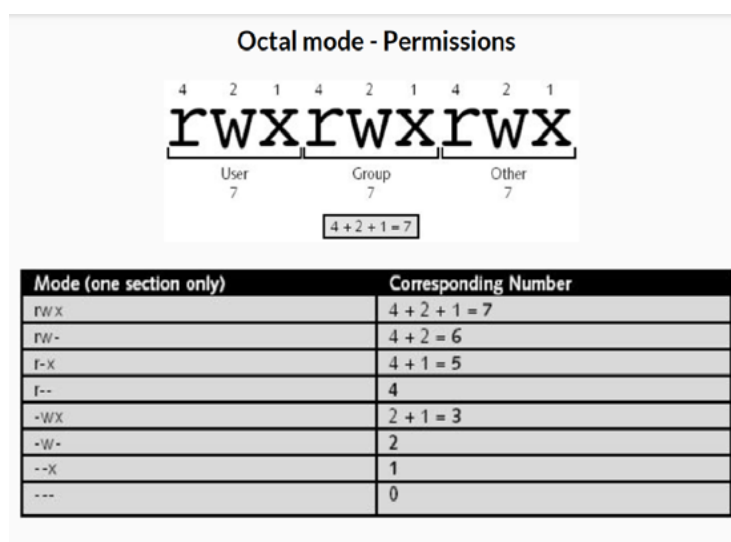 Octal mode - Permissions
4 2 1 4 2 1 4 2 1
rwxrwxrwx
User Group Other
7 7 7
4 + 2 + 1 = 7
Mode (one section only) Corresponding Number
rwx 4 + 2 + 1 = 7
rw- 4 + 2 = 6
r-x 4 + 1 = 5
r-- 4
-wx 2 + 1 = 3
-w- 2
--x 1
--- 0